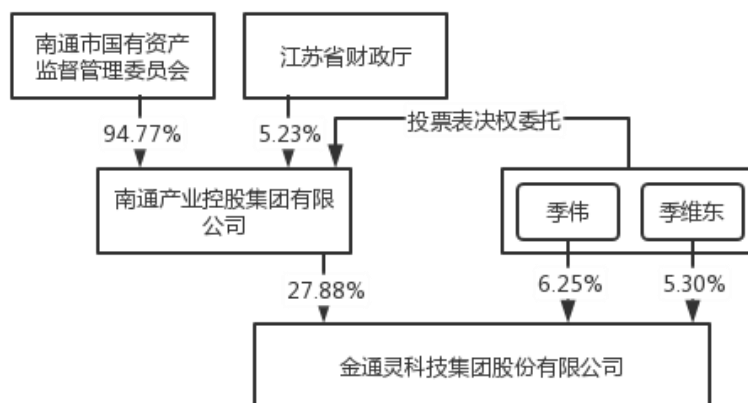 南通市国有资产
监督管理委员会
江苏省财政厅
94.77%
5.23%
投票表决权委托
南通产业控股集团有限
公司
季伟
季维东
27.88%
6.25%
5.30%
金通灵科技集团股份有限公司